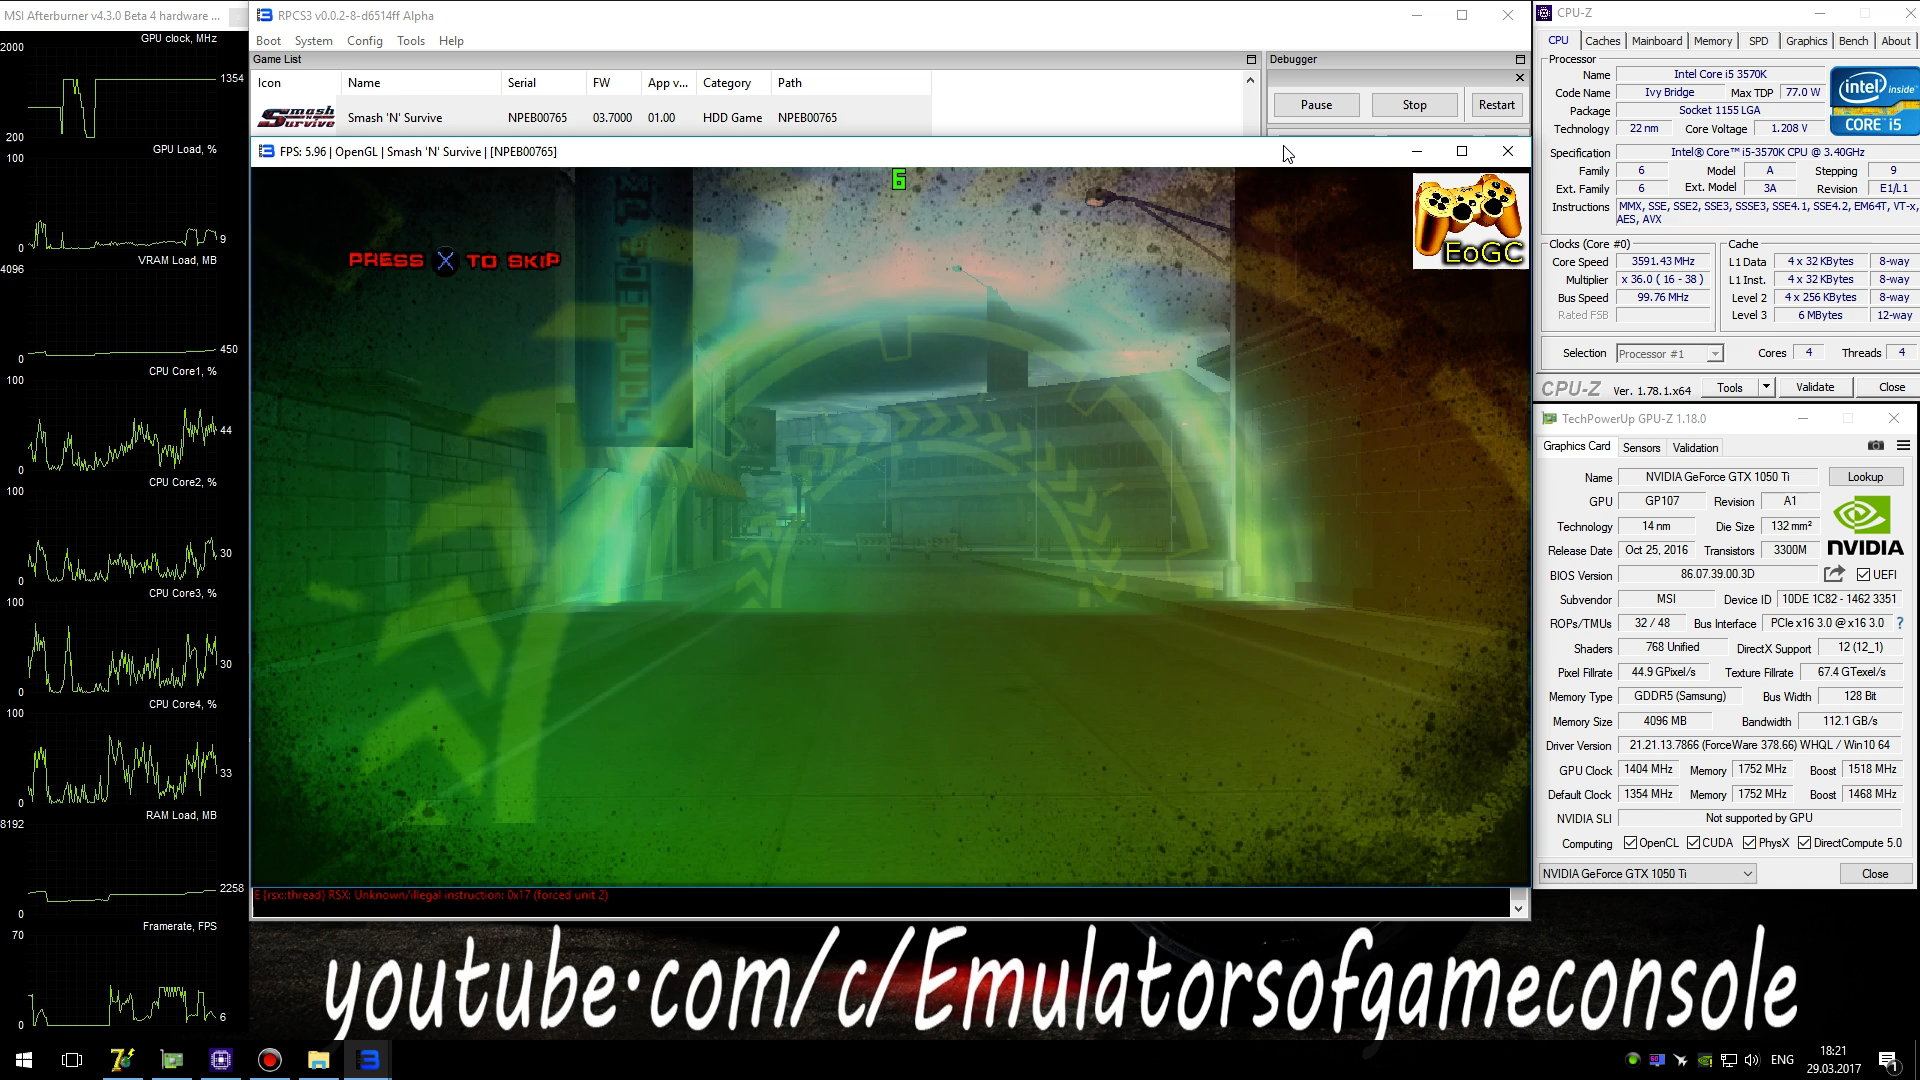 MSI Afterburner v4.3.0 Beta 4 hardware ...
GPU clock, MHz
2000
1354
200
GPU Load, %
100
9
0
VRAM Load, MB
4096
450
0
CPU Core1, %
100
44
0
CPU Core2, %
100
30
0
CPU Core3, %
100
30
0
CPU Core4, %
100
33
0
RAM Load, MB
8192
2258
0
Framerate, FPS
70
6
0
RPCS3 v0.0.2-8-d6514ff Alpha
Boot System Config Tools Help
Game List
Icon Name Serial FW App v... Category Path
Smash N Survive Smash 'N' Survive NPEB00765 03.7000 01.00 HDD Game NPEB00765
Debugger
Pause Stop Restart
FPS: 5.96 | OpenGL | Smash 'N' Survive | [NPEB00765]
6
PRESS X TO SKIP
EoGC
E {rsx::thread} RSX: Unknown/illegal instruction: 0x17 (forced unit 2)
CPU-Z
CPU Caches Mainboard Memory SPD Graphics Bench About
Processor
Name Intel Core i5 3570K
Code Name Ivy Bridge Max TDP 77.0 W
Package Socket 1155 LGA
Technology 22 nm Core Voltage 1.208 V
intel inside
CORE i5
Specification Intel® Core™ i5-3570K CPU @ 3.40GHz
Family 6 Model A Stepping 9
Ext. Family 6 Ext. Model 3A Revision E1/L1
Instructions MMX, SSE, SSE2, SSE3, SSSE3, SSE4.1, SSE4.2, EM64T, VT-x,
AES, AVX
Clocks (Core #0)
Core Speed 3591.43 MHz
Multiplier x 36.0 ( 16 - 38 )
Bus Speed 99.76 MHz
Rated FSB
Cache
L1 Data 4 x 32 KBytes 8-way
L1 Inst. 4 x 32 KBytes 8-way
Level 2 4 x 256 KBytes 8-way
Level 3 6 MBytes 12-way
Selection Processor #1 Cores 4 Threads 4
CPU-Z Ver. 1.78.1.x64 Tools Validate Close
TechPowerUp GPU-Z 1.18.0
Graphics Card Sensors Validation
Name NVIDIA GeForce GTX 1050 Ti Lookup
GPU GP107 Revision A1
Technology 14 nm Die Size 132 mm²
Release Date Oct 25, 2016 Transistors 3300M
NVIDIA
BIOS Version 86.07.39.00.3D UEFI
Subvendor MSI Device ID 10DE 1C82 - 1462 3351
ROPs/TMUs 32 / 48 Bus Interface PCIe x16 3.0 @ x16 3.0 ?
Shaders 768 Unified DirectX Support 12 (12_1)
Pixel Fillrate 44.9 GPixel/s Texture Fillrate 67.4 GTexel/s
Memory Type GDDR5 (Samsung) Bus Width 128 Bit
Memory Size 4096 MB Bandwidth 112.1 GB/s
Driver Version 21.21.13.7866 (ForceWare 378.66) WHQL / Win10 64
GPU Clock 1404 MHz Memory 1752 MHz Boost 1518 MHz
Default Clock 1354 MHz Memory 1752 MHz Boost 1468 MHz
NVIDIA SLI Not supported by GPU
Computing OpenCL CUDA PhysX DirectCompute 5.0
NVIDIA GeForce GTX 1050 Ti Close
youtube.com/c/Emulatorsofgameconsole
ENG
18:21
29.03.2017
1